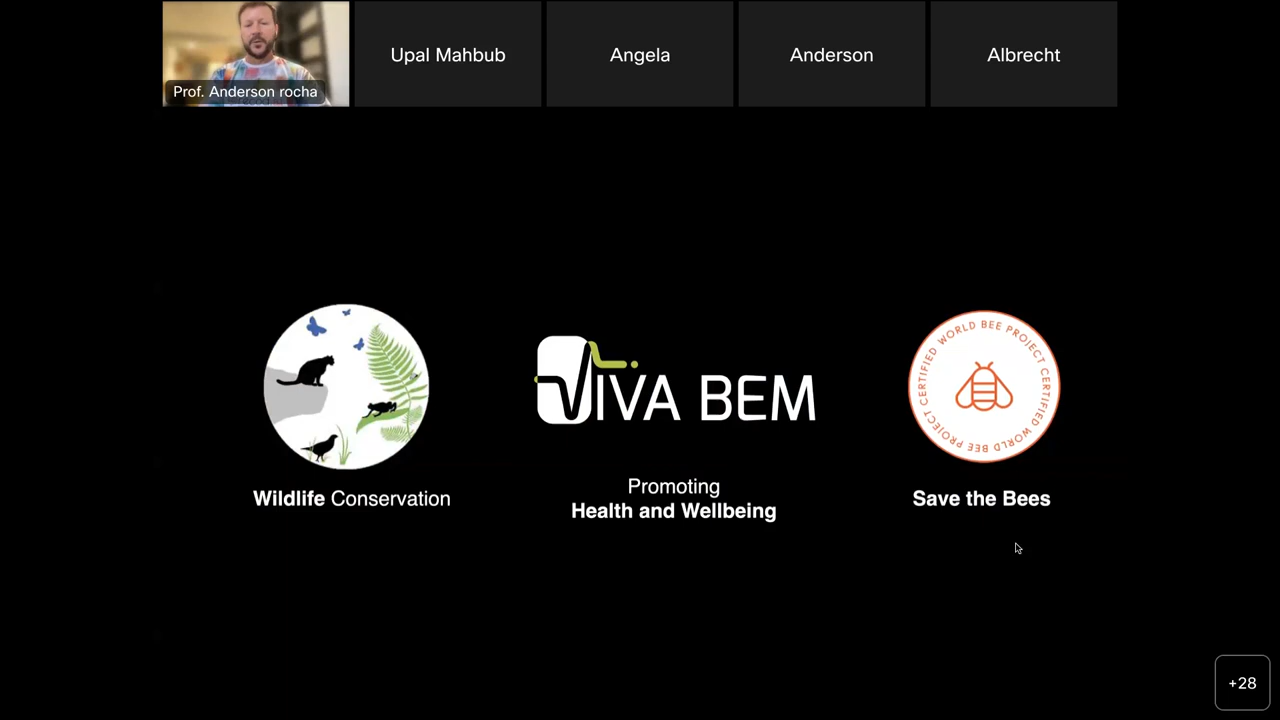 Prof. Anderson rocha
Upal Mahbub
Angela
Anderson
Albrecht
VIVA BEM
CERTIFIED WORLD BEE PROJECT CERTIFIED WORLD BEE PROJECT
Wildlife Conservation
Promoting
Health and Wellbeing
Save the Bees
+28